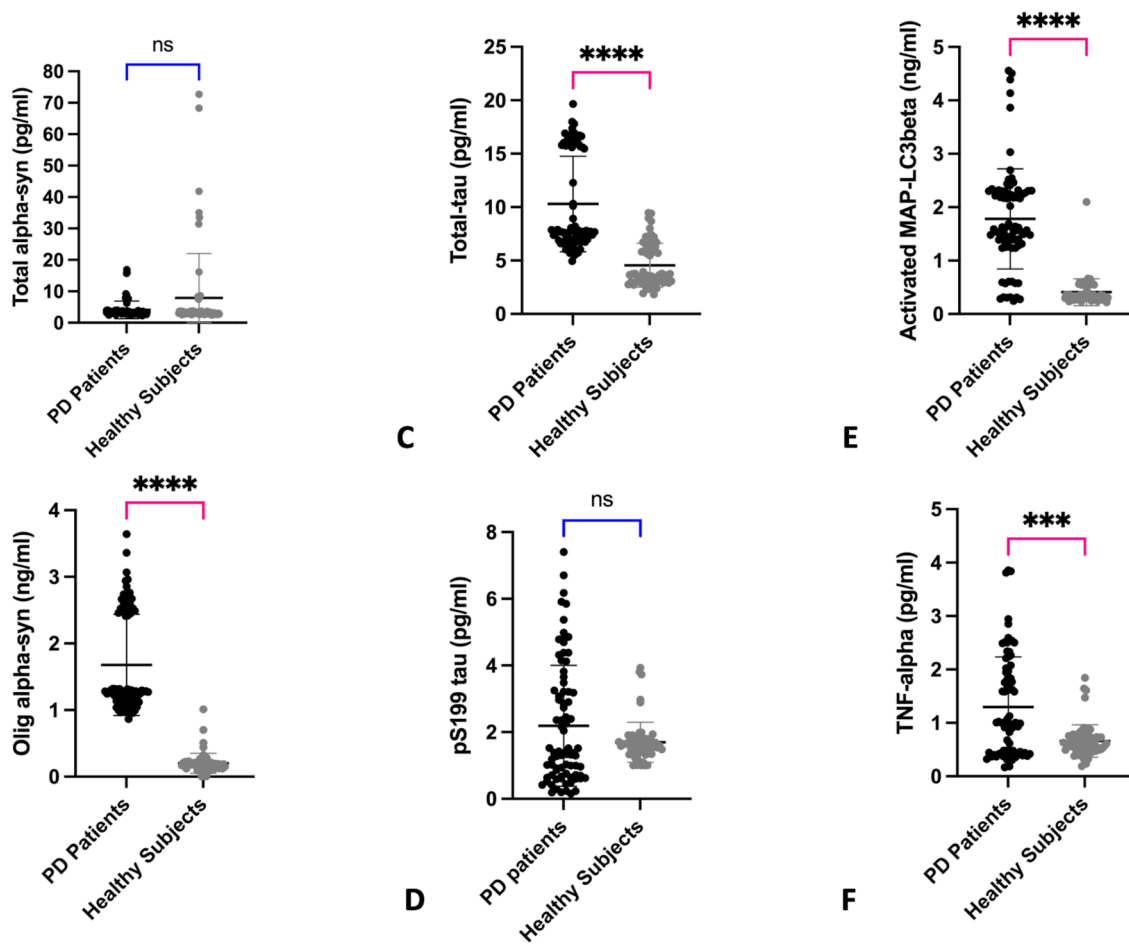 ns
Total alpha-syn (pg/ml)
80
70
60
50
40
30
20
10
0
PD Patients
Healthy Subjects
****
Total-tau (pg/ml)
25
20
15
10
5
0
PD Patients
Healthy Subjects
C
****
Activated MAP-LC3beta (ng/ml)
5
4
3
2
1
0
PD Patients
Healthy Subjects
E
****
Olig alpha-syn (ng/ml)
4
3
2
1
0
PD Patients
Healthy Subjects
ns
pS199 tau (pg/ml)
8
6
4
2
0
PD patients
Healthy Subjects
D
***
TNF-alpha (pg/ml)
5
4
3
2
1
0
PD Patients
Healthy Subjects
F